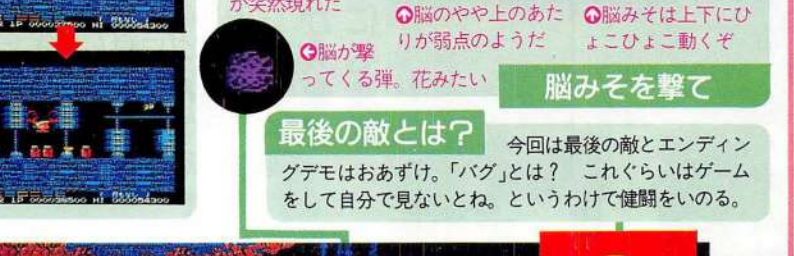 が突然現れた
脳が撃
ってくる弾。花みたい
脳のやや上のあた
りが弱点のようだ
脳みそは上下にひ
ょこひょこ動くぞ
脳みそを撃て
最後の敵とは?
今回は最後の敵とエンディン
グデモはおあずけ。「バグ」とは? これぐらいはゲーム
をして自分で見ないとね。というわけで健闘をいのる。